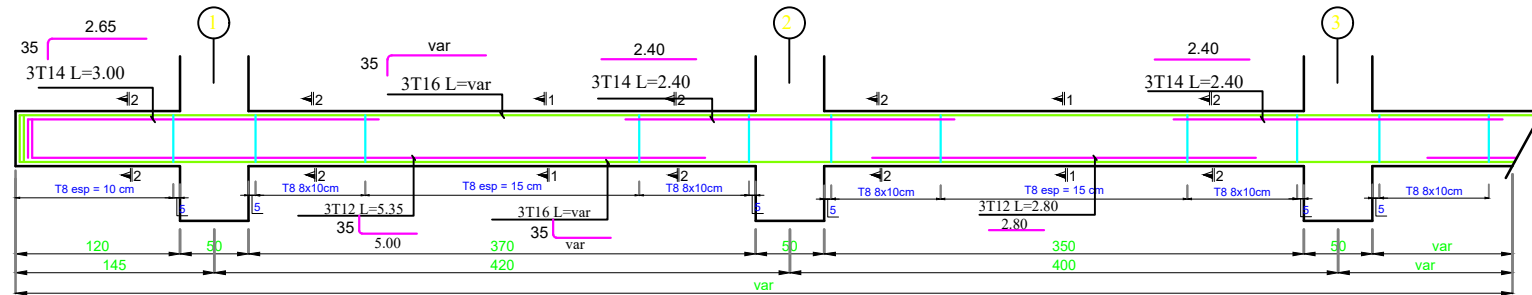 1
2
3
2.65
35
3T14 L=3.00
var
35
3T16 L=var
2.40
3T14 L=2.40
2.40
3T14 L=2.40
2
2
1
2
2
1
2
2
2
1
2
2
1
2
T8 esp = 10 cm
5
5
T8 8x10cm
T8 esp = 15 cm
T8 8x10cm
5
5
T8 8x10cm
T8 esp = 15 cm
T8 8x10cm
5
5
T8 8x10cm
3T12 L=5.35
35
5.00
3T16 L=var
35
var
3T12 L=2.80
2.80
120
50
370
50
350
50
var
145
420
400
var
var